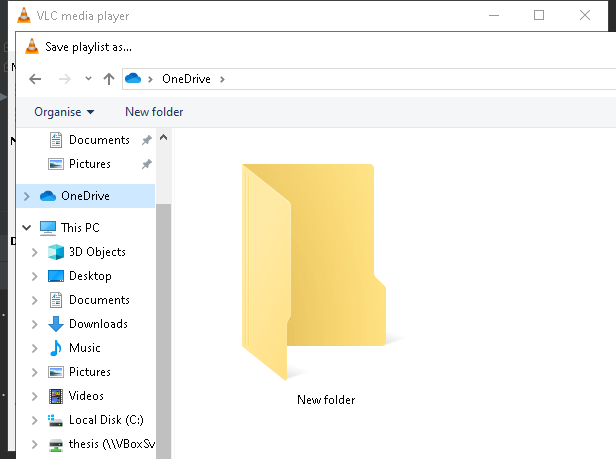 VLC media player
Save playlist as...
OneDrive
Organise New folder
Documents
Pictures
OneDrive
This PC
3D Objects
Desktop
Documents
Downloads
Music
Pictures
Videos
Local Disk (C:)
thesis (\\VBoxSv
New folder